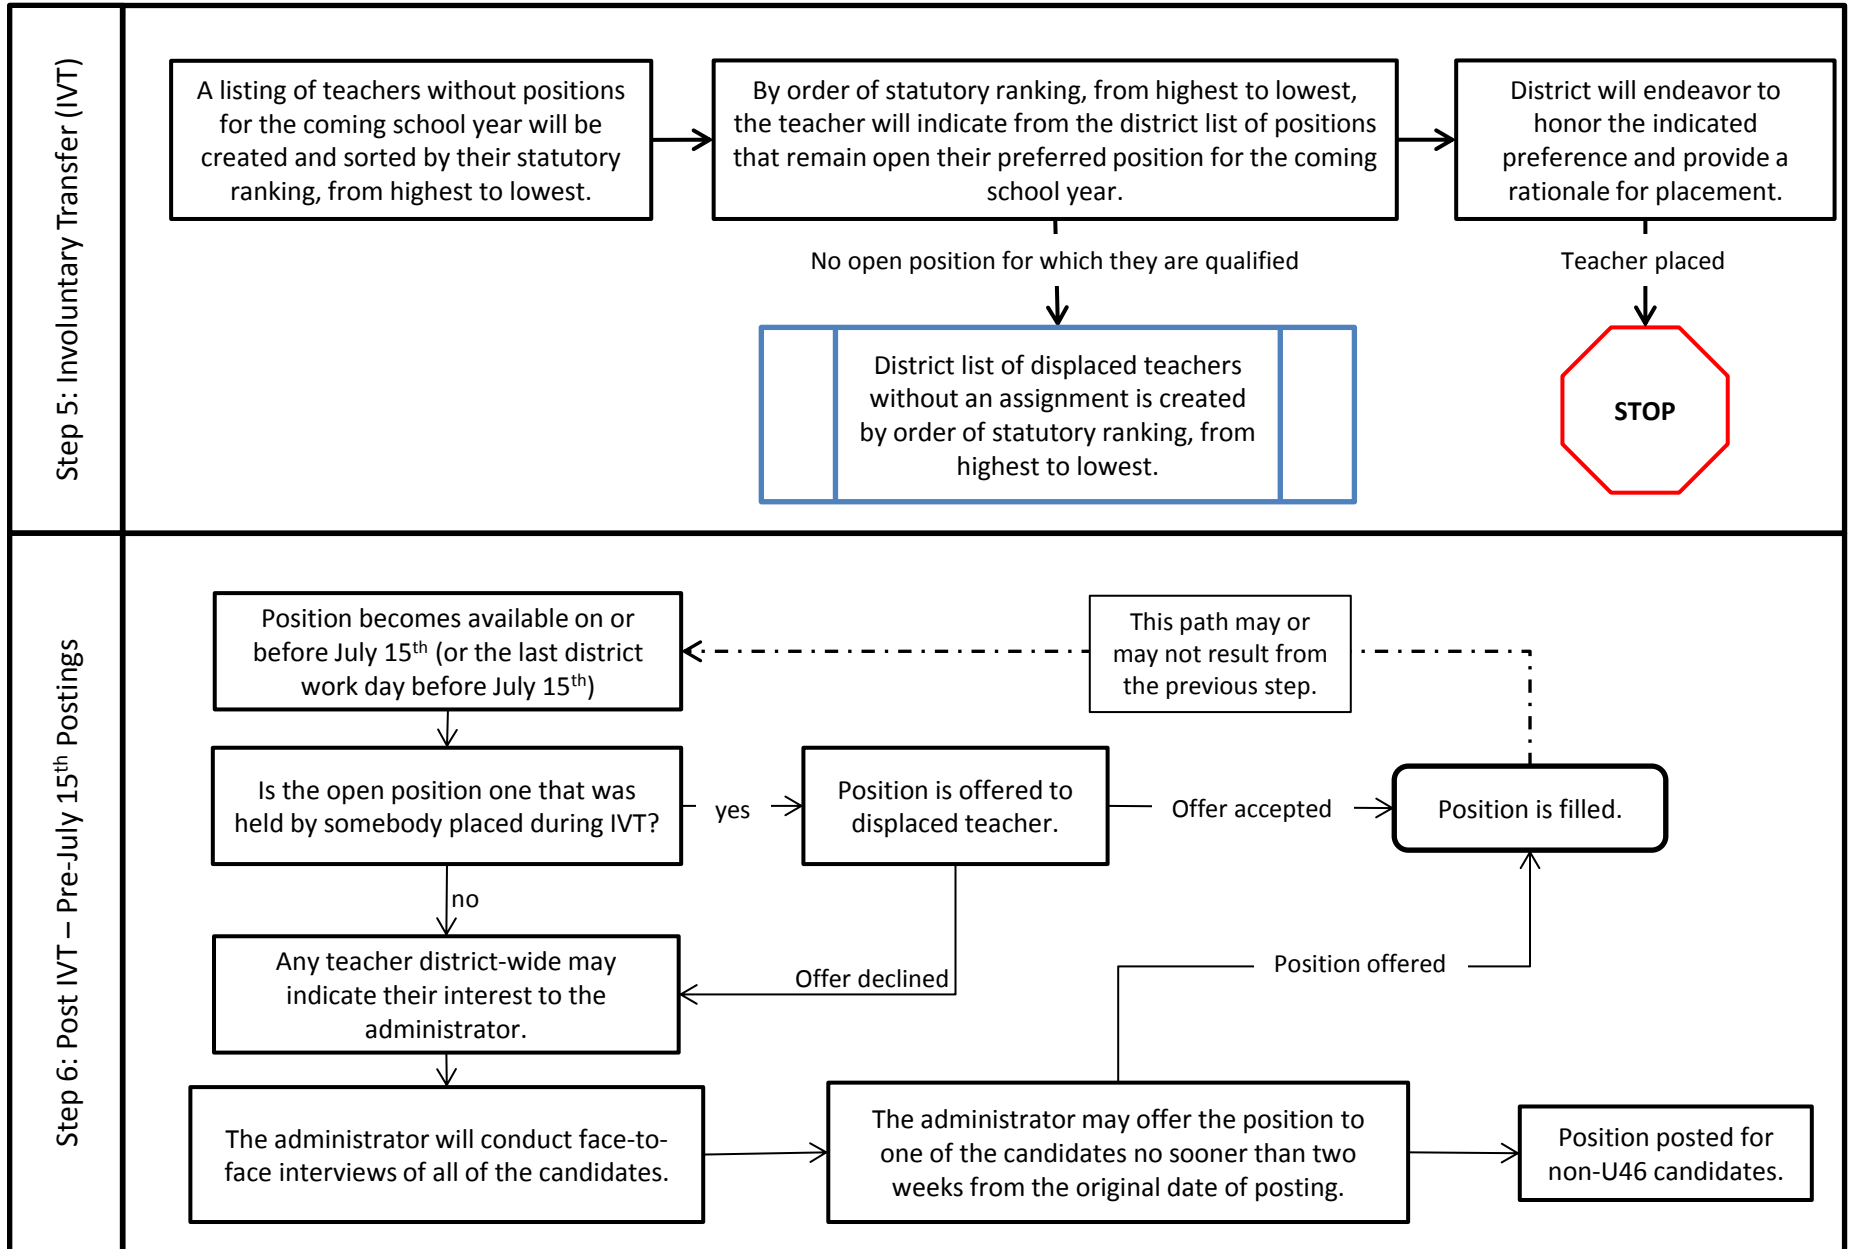 Step 5: Involuntary Transfer (IVT)
A listing of teachers without positions
for the coming school year will be
created and sorted by their statutory
ranking, from highest to lowest.
By order of statutory ranking, from highest to lowest,
the teacher will indicate from the district list of positions
that remain open their preferred position for the coming
school year.
District will endeavor to
honor the indicated
preference and provide a
rationale for placement.
No open position for which they are qualified
Teacher placed
District list of displaced teachers
without an assignment is created
by order of statutory ranking, from
highest to lowest.
STOP
Step 6: Post IVT – Pre-July 15th Postings
Position becomes available on or
before July 15th (or the last district
work day before July 15th)
This path may or
may not result from
the previous step.
Is the open position one that was
held by somebody placed during IVT?
yes
Position is offered to
displaced teacher.
Offer accepted
Position is filled.
no
Any teacher district-wide may
indicate their interest to the
administrator.
Offer declined
Position offered
The administrator will conduct face-to-
face interviews of all of the candidates.
The administrator may offer the position to
one of the candidates no sooner than two
weeks from the original date of posting.
Position posted for
non-U46 candidates.